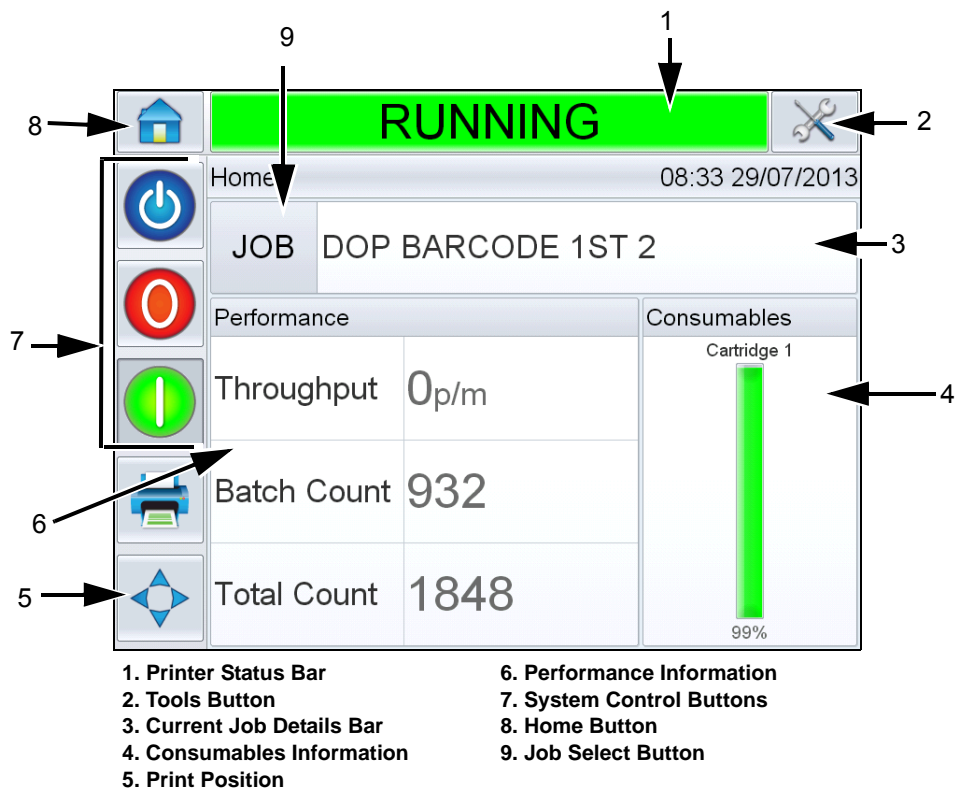 9
1
8
RUNNING
2
Home
08:33 29/07/2013
JOB
DOP BARCODE 1ST 2
3
7
Performance
Consumables
Cartridge 1
Throughput
0p/m
4
Batch Count
932
6
5
Total Count
1848
99%
1. Printer Status Bar
2. Tools Button
3. Current Job Details Bar
4. Consumables Information
5. Print Position
6. Performance Information
7. System Control Buttons
8. Home Button
9. Job Select Button